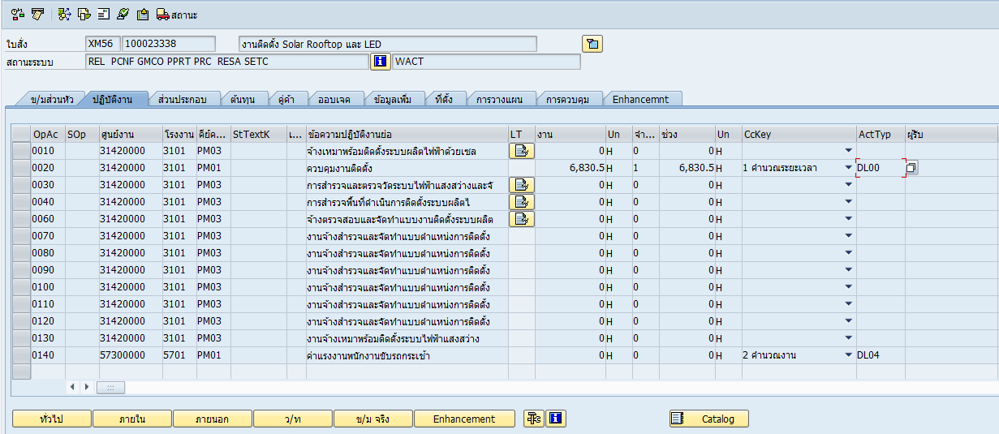 สถานะ
ใบสั่ง XM56 100023338 งานติดตั้ง Solar Rooftop และ LED
สถานะระบบ REL PCNF GMCO PPRT PRC RESA SETC WACT
ข/มส่วนหัว ปฏิบัติงาน ส่วนประกอบ ต้นทุน คู่ค้า ออบเจค ข้อมูลเพิ่ม ที่ตั้ง การวางแผน การควบคุม Enhancemnt
OpAc SOp ศูนย์งาน โรงงาน คีย์ค... StTextK เ... ข้อความปฏิบัติงานย่อ LT งาน Un จำ... ช่วง Un CcKey ActTyp ผู้รับ
0010 31420000 3101 PM03 จ้างเหมาพร้อมติดตั้งระบบผลิตไฟฟ้าด้วยเซล 0 H 0 0 H
0020 31420000 3101 PM01 ควบคุมงานติดตั้ง 6,830.5 H 1 6,830.5 H 1 คำนวณระยะเวลา DL00
0030 31420000 3101 PM03 การสำรวจและตรวจวัดระบบไฟฟ้าแสงสว่างและจั 0 H 0 0 H
0040 31420000 3101 PM03 การสำรวจพื้นที่ดำเนินการติดตั้งระบบผลิตไ 0 H 0 0 H
0060 31420000 3101 PM03 จ้างตรวจสอบและจัดทำแบบงานติดตั้งระบบผลิต 0 H 0 0 H
0070 31420000 3101 PM03 งานจ้างสำรวจและจัดทำแบบตำแหน่งการติดตั้ง 0 H 0 0 H
0080 31420000 3101 PM03 งานจ้างสำรวจและจัดทำแบบตำแหน่งการติดตั้ง 0 H 0 0 H
0090 31420000 3101 PM03 งานจ้างสำรวจและจัดทำแบบตำแหน่งการติดตั้ง 0 H 0 0 H
0100 31420000 3101 PM03 งานจ้างสำรวจและจัดทำแบบตำแหน่งการติดตั้ง 0 H 0 0 H
0110 31420000 3101 PM03 งานจ้างสำรวจและจัดทำแบบตำแหน่งการติดตั้ง 0 H 0 0 H
0120 31420000 3101 PM03 งานจ้างสำรวจและจัดทำแบบตำแหน่งการติดตั้ง 0 H 0 0 H
0130 31420000 3101 PM03 งานจ้างเหมาพร้อมติดตั้งระบบไฟฟ้าแสงสว่าง 0 H 0 0 H
0140 57300000 5701 PM01 ค่าแรงงานพนักงานขับรถกระเช้า 0 H 0 0 H 2 คำนวณงาน DL04
ทั่วไป ภายใน ภายนอก ว/ท ข/ม จริง Enhancement Catalog